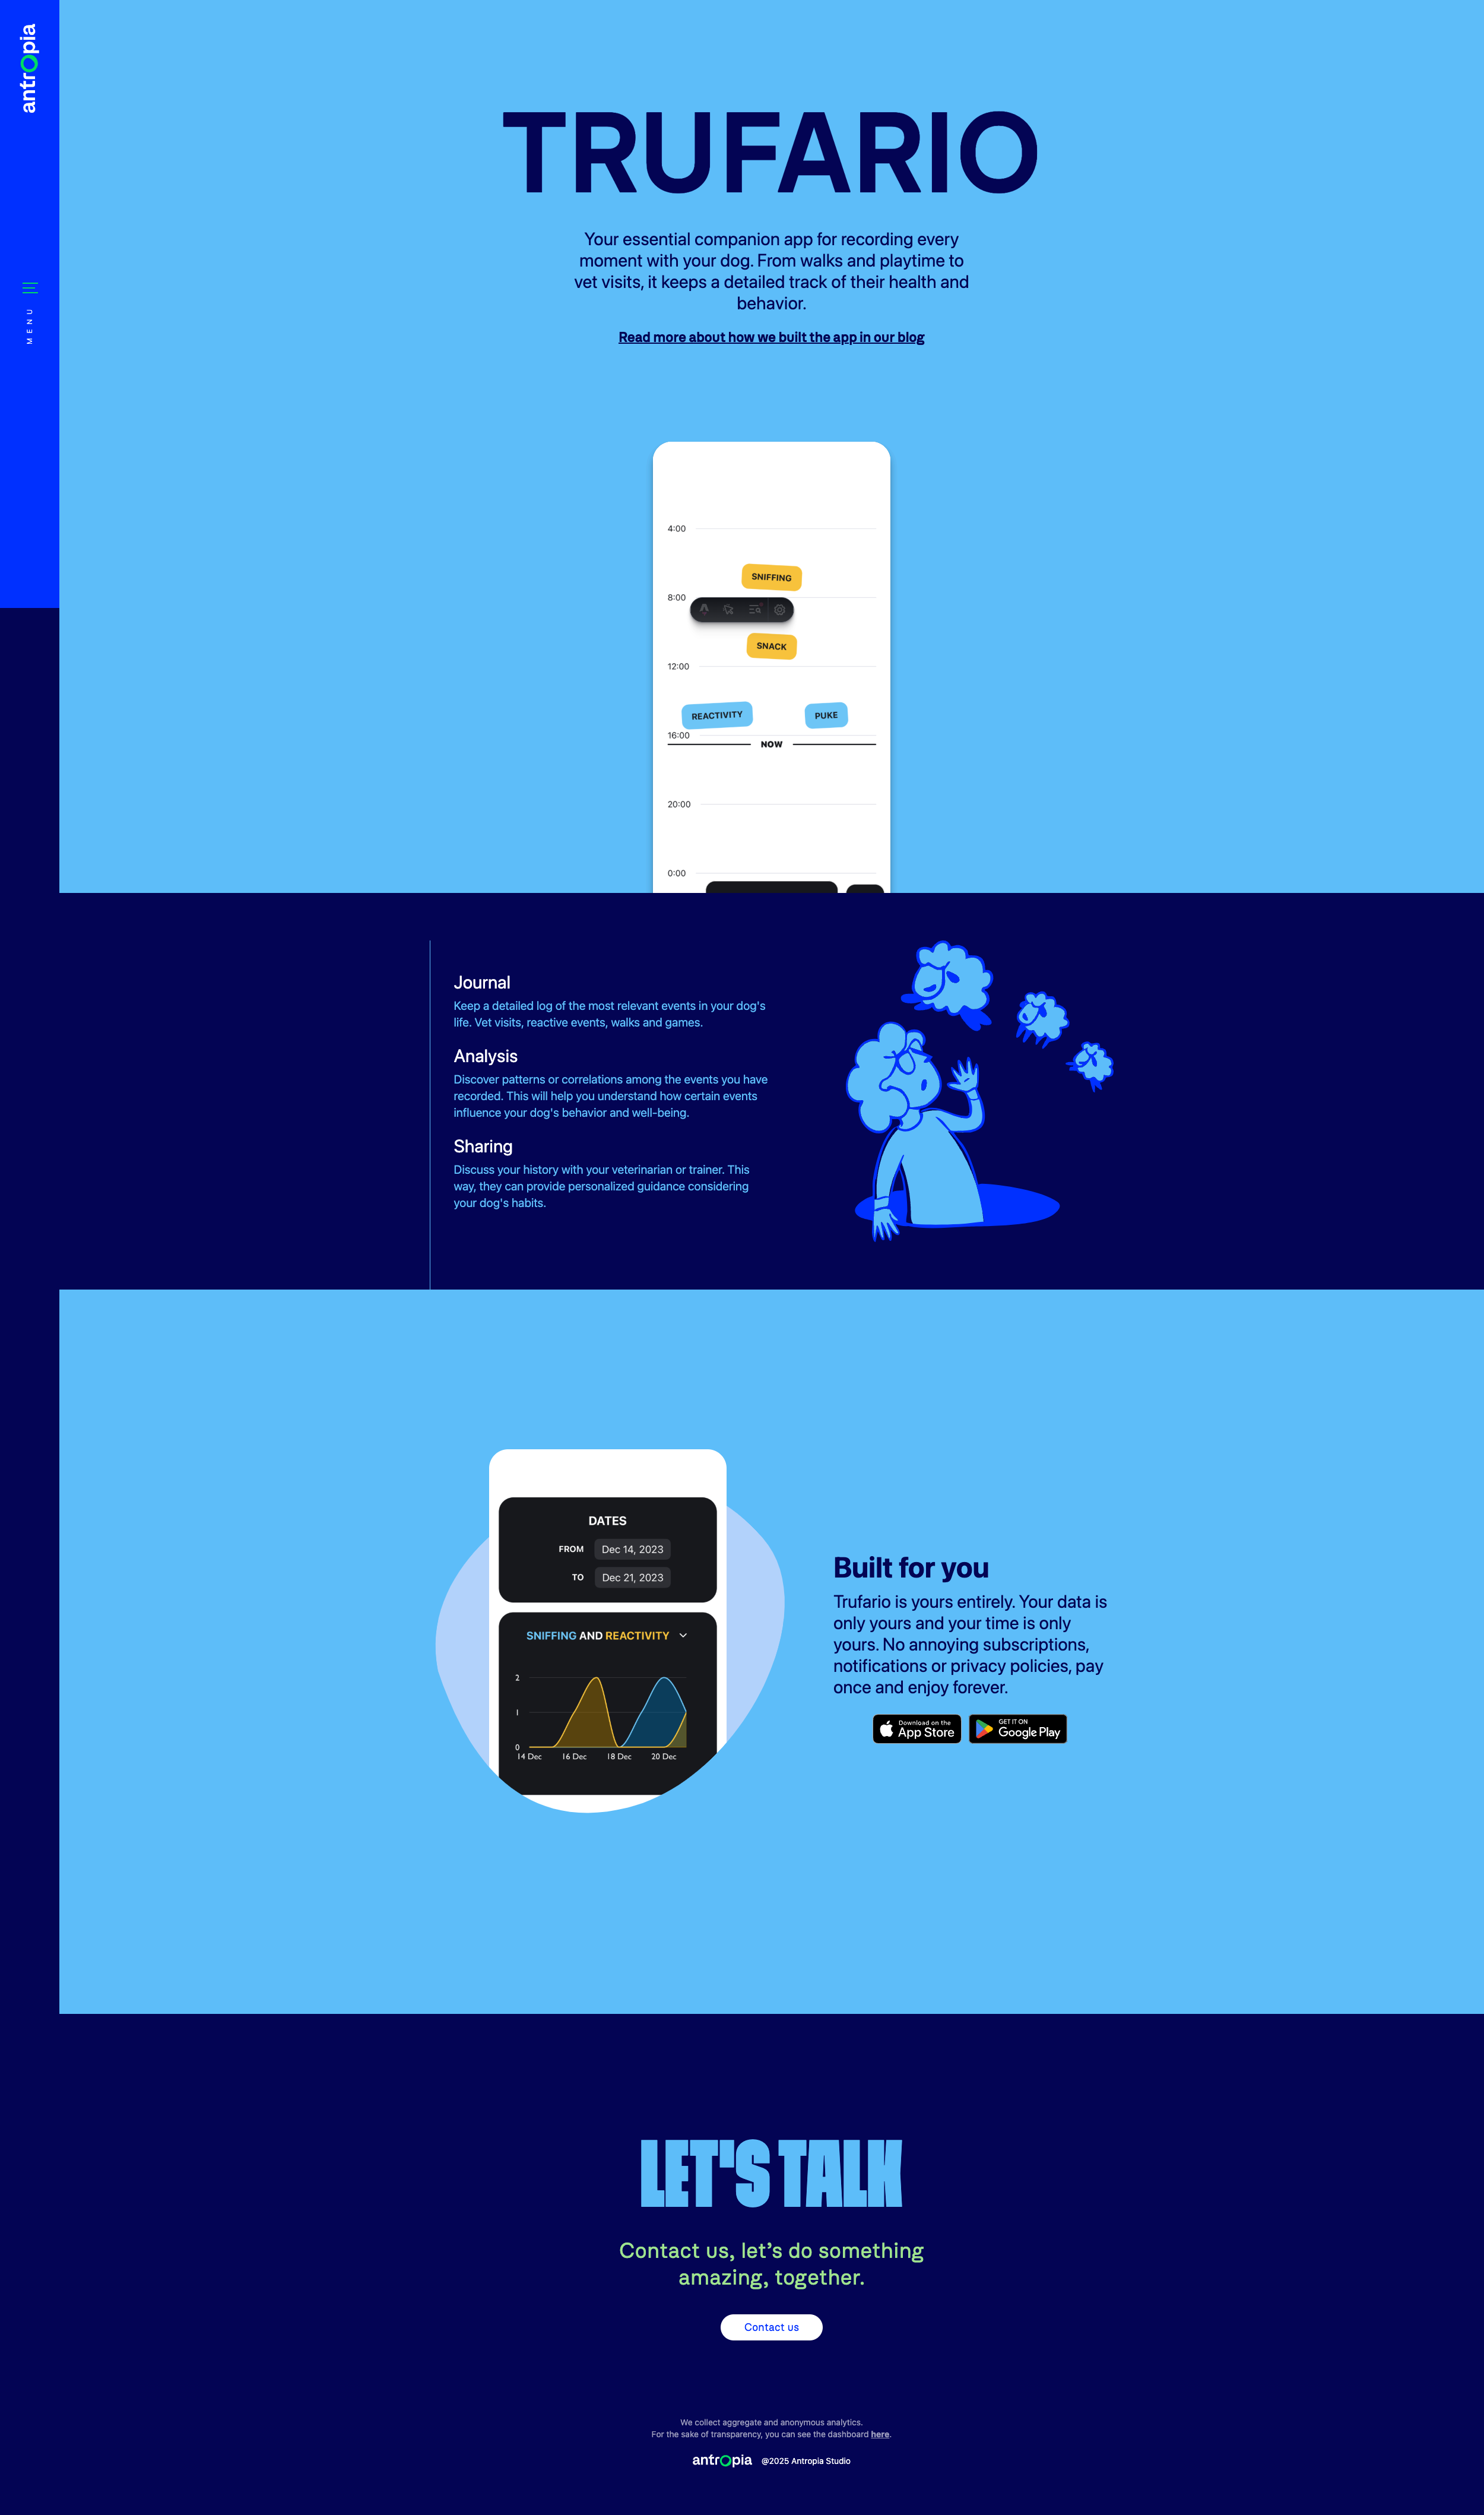 antropia
MENU
TRUFARIO
Your essential companion app for recording every
moment with your dog. From walks and playtime to
vet visits, it keeps a detailed track of their health and
behavior.
Read more about how we built the app in our blog
4:00
SNIFFING
8:00
SNACK
12:00
REACTIVITY
PUKE
16:00
NOW
20:00
0:00
Journal
Keep a detailed log of the most relevant events in your dog's
life. Vet visits, reactive events, walks and games.
Analysis
Discover patterns or correlations among the events you have
recorded. This will help you understand how certain events
influence your dog's behavior and well-being.
Sharing
Discuss your history with your veterinarian or trainer. This
way, they can provide personalized guidance considering
your dog's habits.
DATES
FROM Dec 14, 2023
TO Dec 21, 2023
SNIFFING AND REACTIVITY
2
1
0
14 Dec 16 Dec 18 Dec 20 Dec
Built for you
Trufario is yours entirely. Your data is
only yours and your time is only
yours. No annoying subscriptions,
notifications or privacy policies, pay
once and enjoy forever.
Download on the
App Store
GET IT ON
Google Play
LET'S TALK
Contact us, let’s do something
amazing, together.
Contact us
We collect aggregate and anonymous analytics.
For the sake of transparency, you can see the dashboard here.
antropia @2025 Antropia Studio